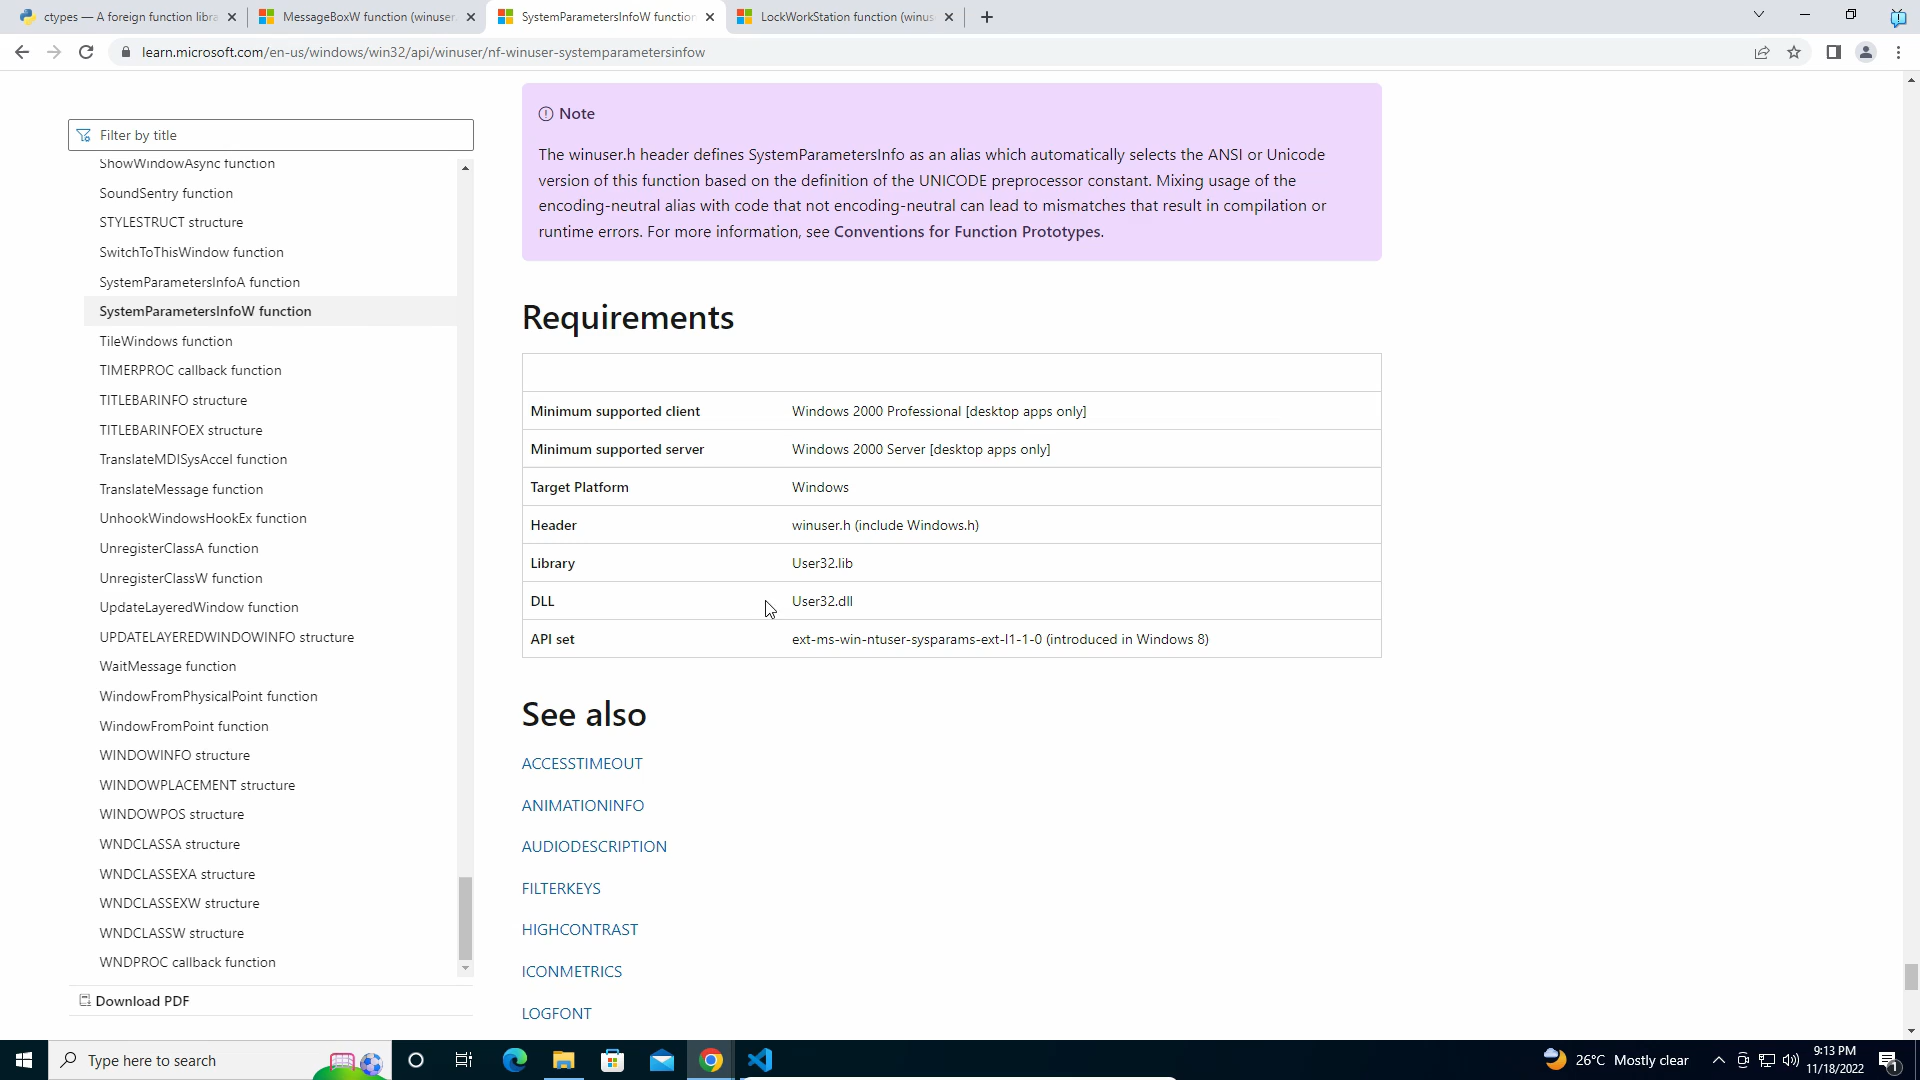 ctypes — A foreign function libra
MessageBoxW function (winuser.
SystemParametersInfoW function
LockWorkStation function (winus
learn.microsoft.com/en-us/windows/win32/api/winuser/nf-winuser-systemparametersinfow
Filter by title
ShowWindowAsync function
SoundSentry function
STYLESTRUCT structure
SwitchToThisWindow function
SystemParametersInfoA function
SystemParametersInfoW function
TileWindows function
TIMERPROC callback function
TITLEBARINFO structure
TITLEBARINFOEX structure
TranslateMDISysAccel function
TranslateMessage function
UnhookWindowsHookEx function
UnregisterClassA function
UnregisterClassW function
UpdateLayeredWindow function
UPDATELAYEREDWINDOWINFO structure
WaitMessage function
WindowFromPhysicalPoint function
WindowFromPoint function
WINDOWINFO structure
WINDOWPLACEMENT structure
WINDOWPOS structure
WNDCLASSA structure
WNDCLASSEXA structure
WNDCLASSEXW structure
WNDCLASSW structure
WNDPROC callback function
Download PDF
Note
The winuser.h header defines SystemParametersInfo as an alias which automatically selects the ANSI or Unicode
version of this function based on the definition of the UNICODE preprocessor constant. Mixing usage of the
encoding-neutral alias with code that not encoding-neutral can lead to mismatches that result in compilation or
runtime errors. For more information, see Conventions for Function Prototypes.
Requirements
Minimum supported client Windows 2000 Professional [desktop apps only]
Minimum supported server Windows 2000 Server [desktop apps only]
Target Platform Windows
Header winuser.h (include Windows.h)
Library User32.lib
DLL User32.dll
API set ext-ms-win-ntuser-sysparams-ext-l1-1-0 (introduced in Windows 8)
See also
ACCESSTIMEOUT
ANIMATIONINFO
AUDIODESCRIPTION
FILTERKEYS
HIGHCONTRAST
ICONMETRICS
LOGFONT
Type here to search
26°C Mostly clear
9:13 PM
11/18/2022
1